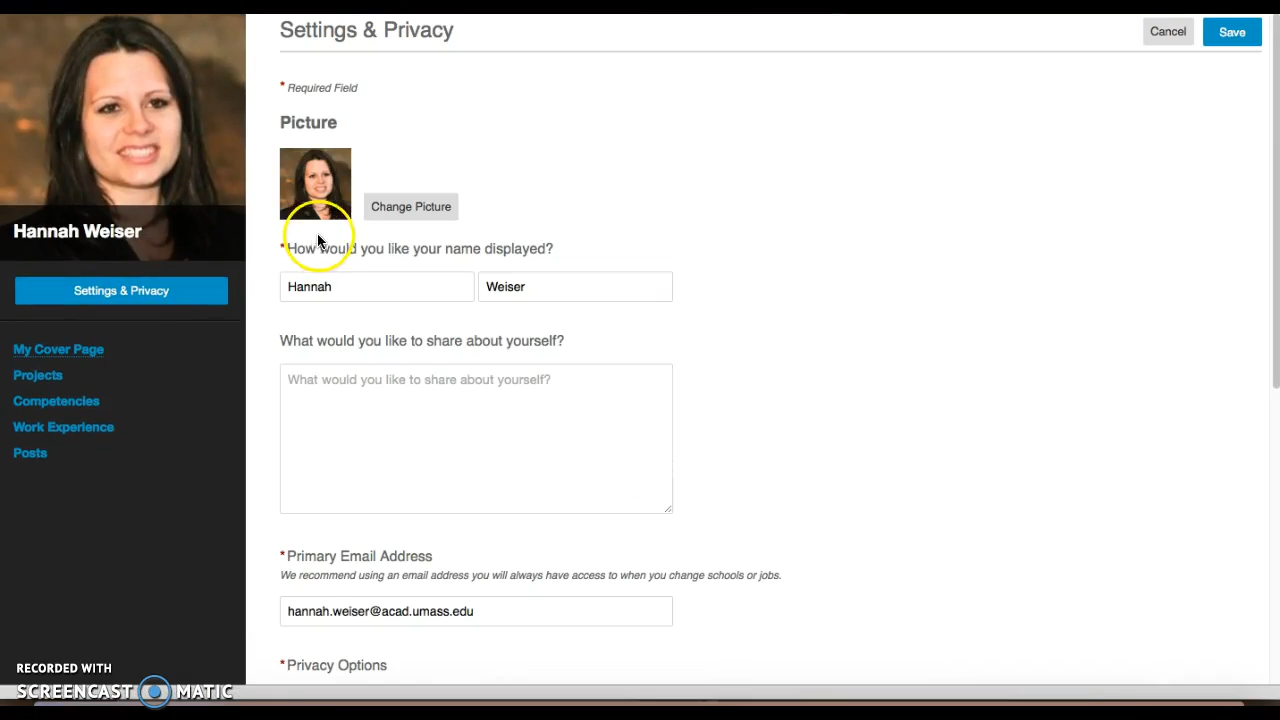 Settings & Privacy
Cancel
Save
* Required Field
Picture
Change Picture
Hannah Weiser
*How would you like your name displayed?
Hannah
Weiser
Settings & Privacy
What would you like to share about yourself?
My Cover Page
What would you like to share about yourself?
Projects
Competencies
Work Experience
Posts
*Primary Email Address
We recommend using an email address you will always have access to when you change schools or jobs.
hannah.weiser@acad.umass.edu
*Privacy Options
RECORDED WITH
SCREENCAST MATIC